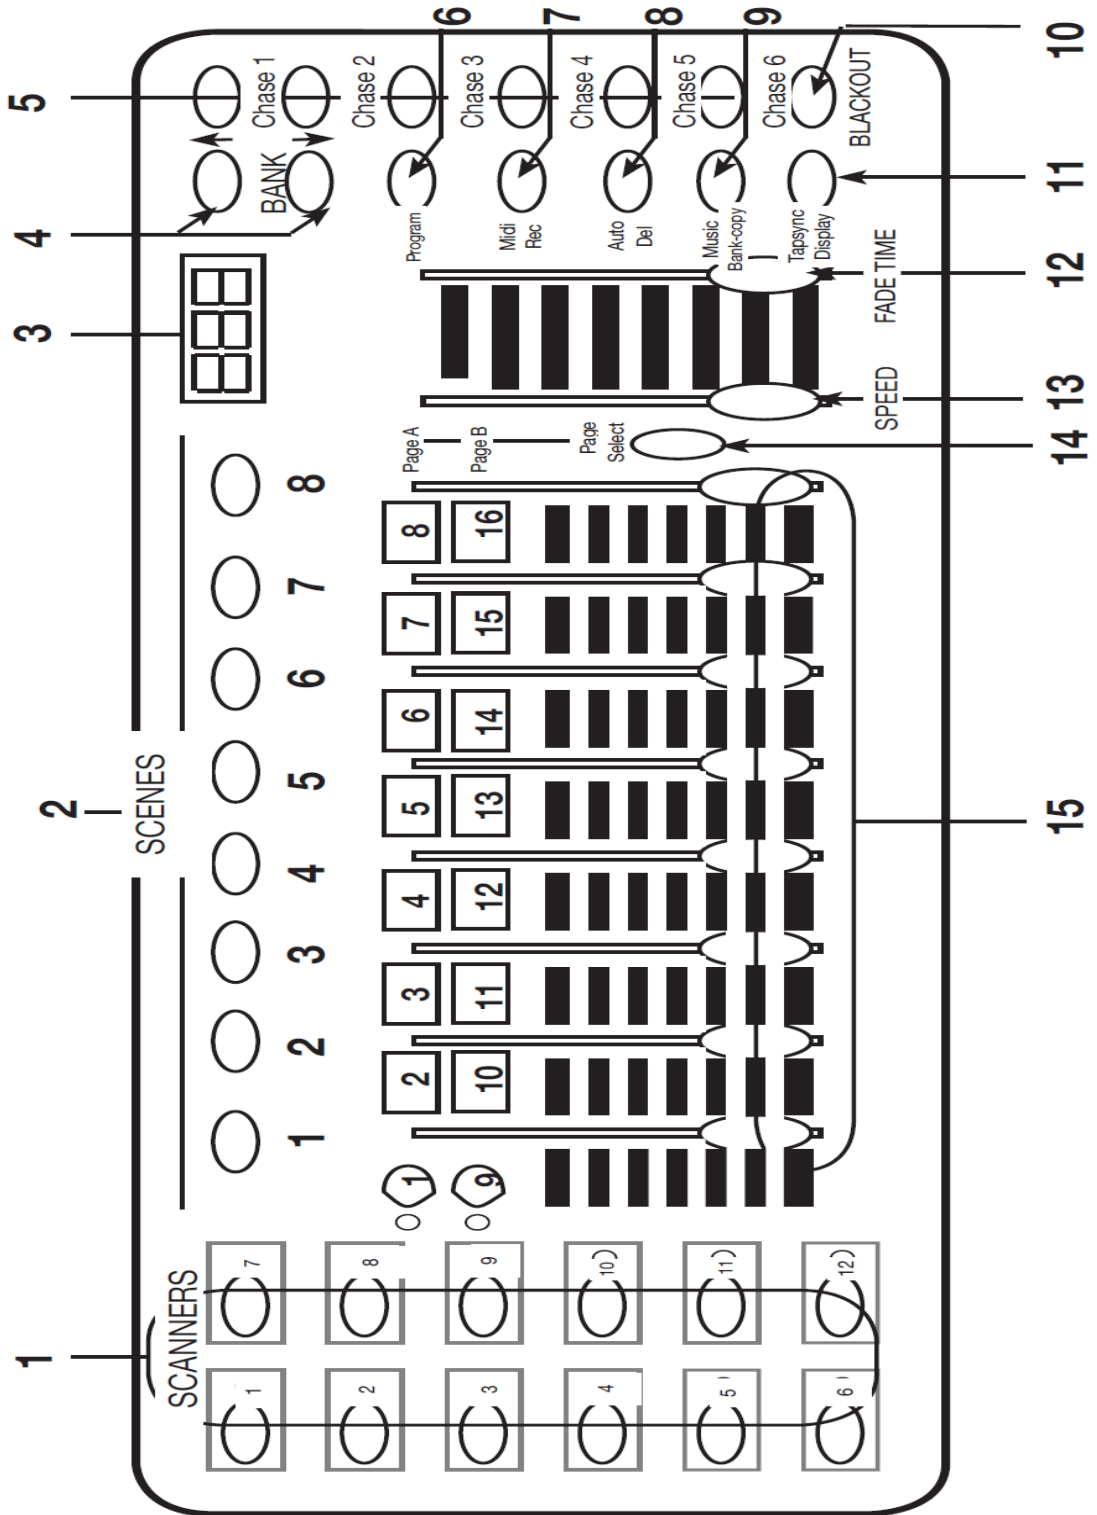 1
2
3
4
5
SCANNERS
SCENES
BANK
Chase 1
Chase 2
Chase 3
Chase 4
Chase 5
Chase 6
BLACKOUT
6
7
8
9
10
1 2 3 4 5 6 7 8
Program
Midi
Rec
Auto
Del
Music
Bank-copy
Tapsync
Display
7
8
9
10)
11)
12)
1
2
3
4
5)
6)
1 2 3 4 5 6 7 8
9 10 11 12 13 14 15 16
Page A
Page B
Page
Select
SPEED
FADE TIME
11
12
13
14
15